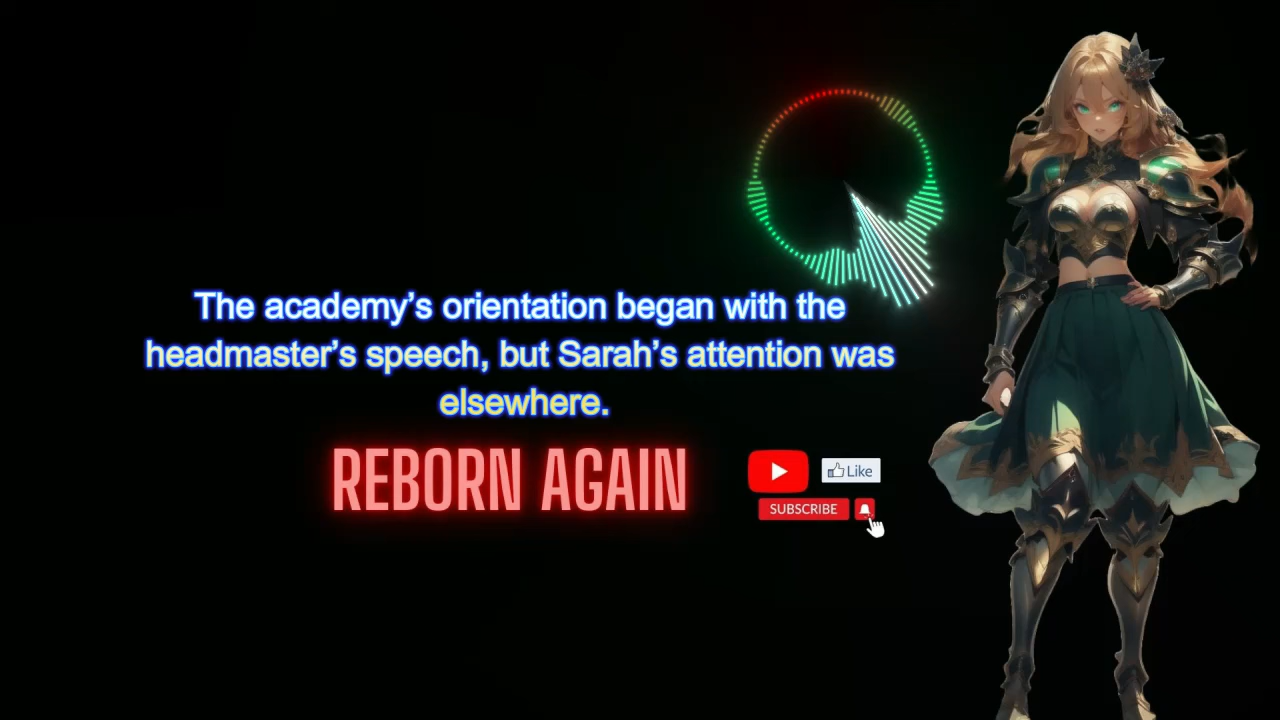 The academy’s orientation began with the
headmaster’s speech, but Sarah’s attention was
elsewhere.
REBORN AGAIN
Like
SUBSCRIBE